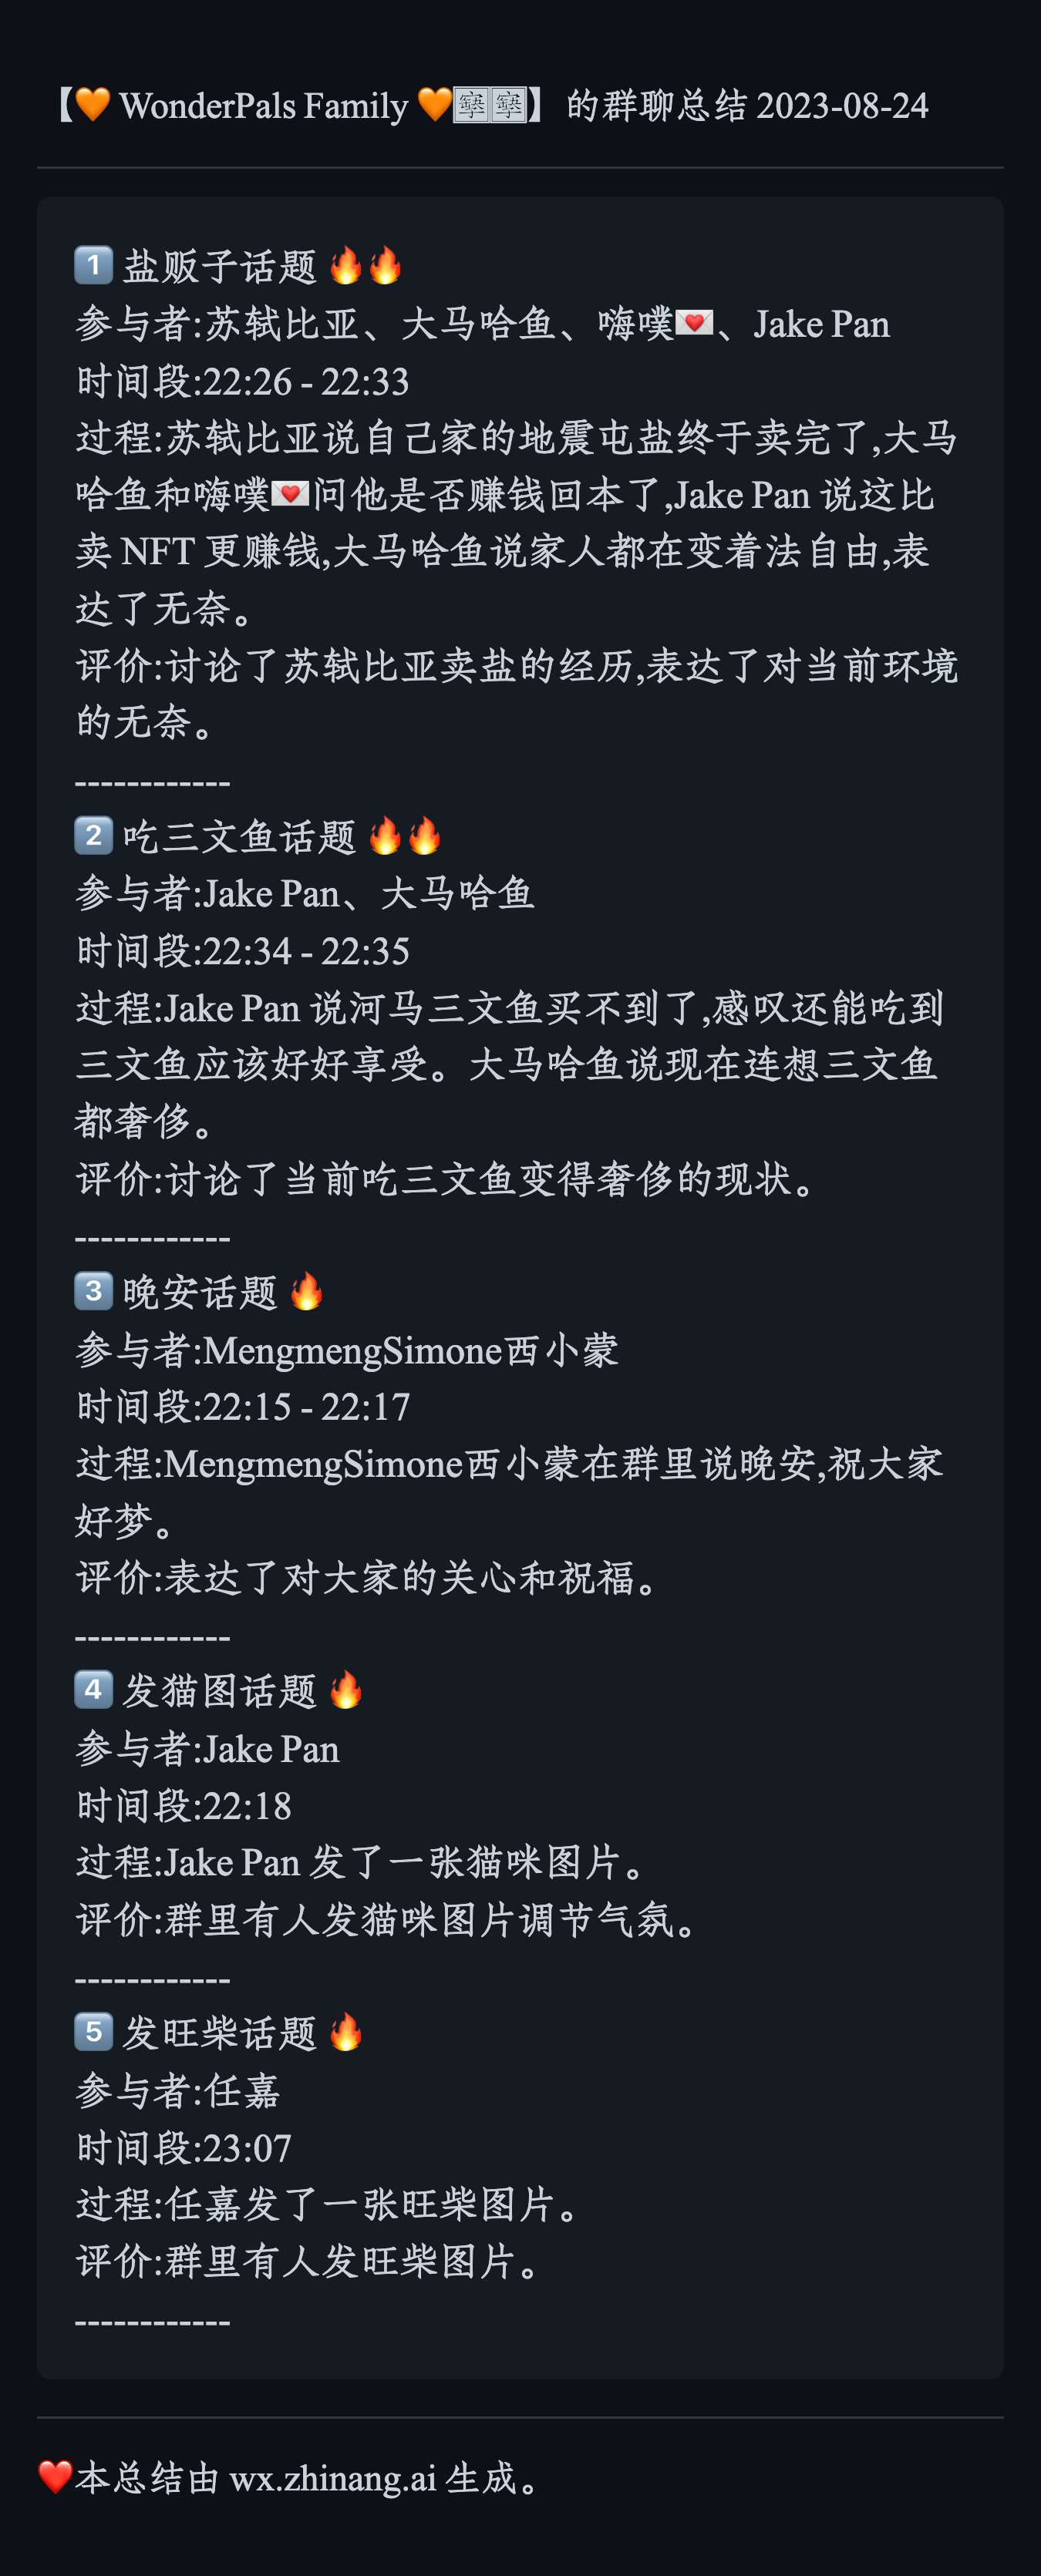 【🧡 WonderPals Family 🧡】 的群聊总结 2023-08-24
1️⃣ 盐贩子话题 🔥🔥
参与者:苏轼比亚、大马哈鱼、嗨噗💌、Jake Pan
时间段:22:26 - 22:33
过程:苏轼比亚说自己家的地震屯盐终于卖完了,大马
哈鱼和嗨噗💌问他是否赚钱回本了,Jake Pan 说这比
卖 NFT 更赚钱,大马哈鱼说家人都在变着法自由,表
达了无奈。
评价:讨论了苏轼比亚卖盐的经历,表达了对当前环境
的无奈。
------------
2️⃣ 吃三文鱼话题 🔥🔥
参与者:Jake Pan、大马哈鱼
时间段:22:34 - 22:35
过程:Jake Pan 说河马三文鱼买不到了,感叹还能吃到
三文鱼应该好好享受。大马哈鱼说现在连想三文鱼
都奢侈。
评价:讨论了当前吃三文鱼变得奢侈的现状。
------------
3️⃣ 晚安话题 🔥
参与者:MengmengSimone西小蒙
时间段:22:15 - 22:17
过程:MengmengSimone西小蒙在群里说晚安,祝大家
好梦。
评价:表达了对大家的关心和祝福。
------------
4️⃣ 发猫图话题 🔥
参与者:Jake Pan
时间段:22:18
过程:Jake Pan 发了一张猫咪图片。
评价:群里有人发猫咪图片调节气氛。
------------
5️⃣ 发旺柴话题 🔥
参与者:任嘉
时间段:23:07
过程:任嘉发了一张旺柴图片。
评价:群里有人发旺柴图片。
------------
❤️本总结由 wx.zhinang.ai 生成。